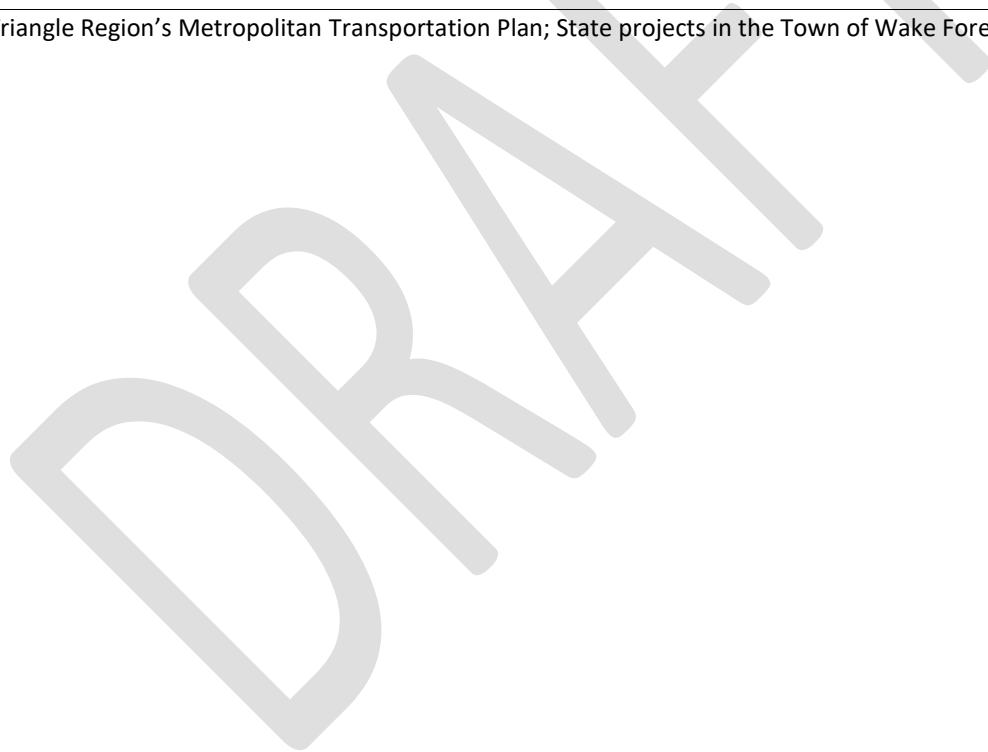 riangle Region's Metropolitan Transportation Plan; State projects in the Town of Wake Fore
DRAFT